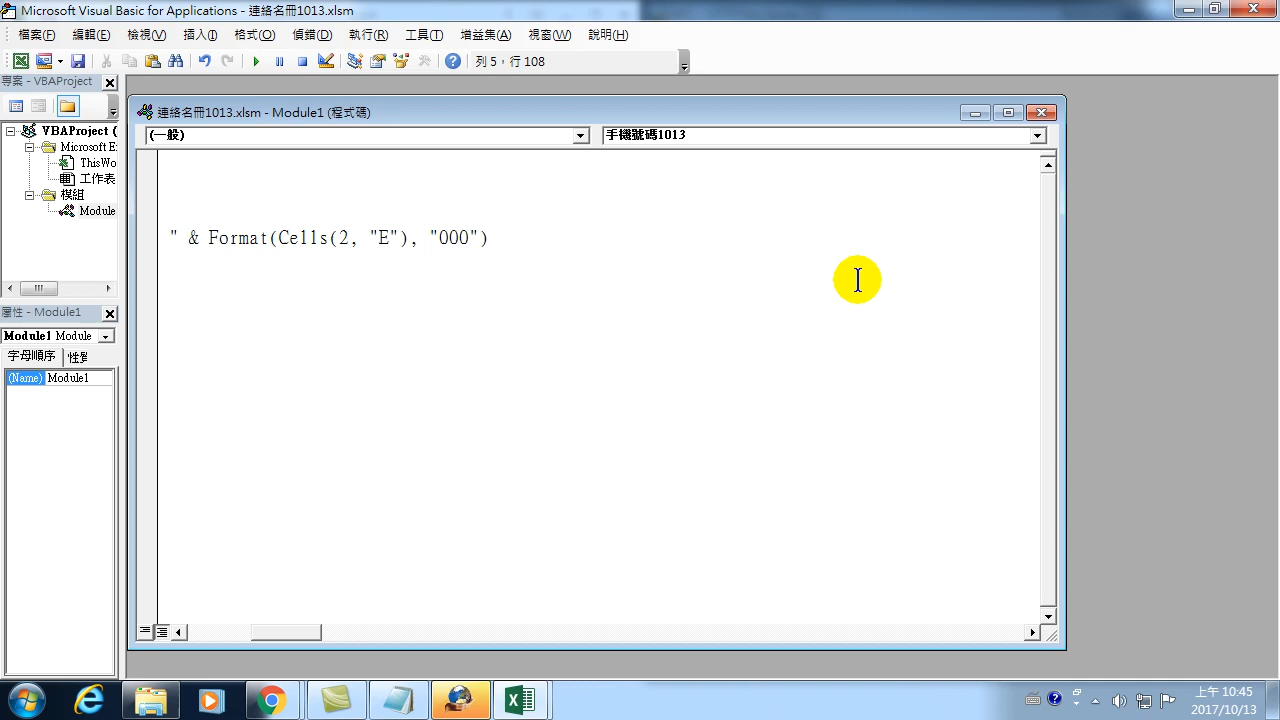 Microsoft Visual Basic for Applications - 連絡名冊1013.xlsm
檔案(F) 編輯(E) 檢視(V) 插入(I) 格式(O) 偵錯(D) 執行(R) 工具(T) 增益集(A) 視窗(W) 說明(H)
列 5，行 108
專案 - VBAProject
VBAProject (
Microsoft E
ThisWo
工作表
模組
Module
屬性 - Module1
Module1 Module
字母順序
(Name) Module1
連絡名冊1013.xlsm - Module1 (程式碼)
(一般) 手機號碼1013
" & Format(Cells(2, "E"), "000")
上午 10:45
2017/10/13